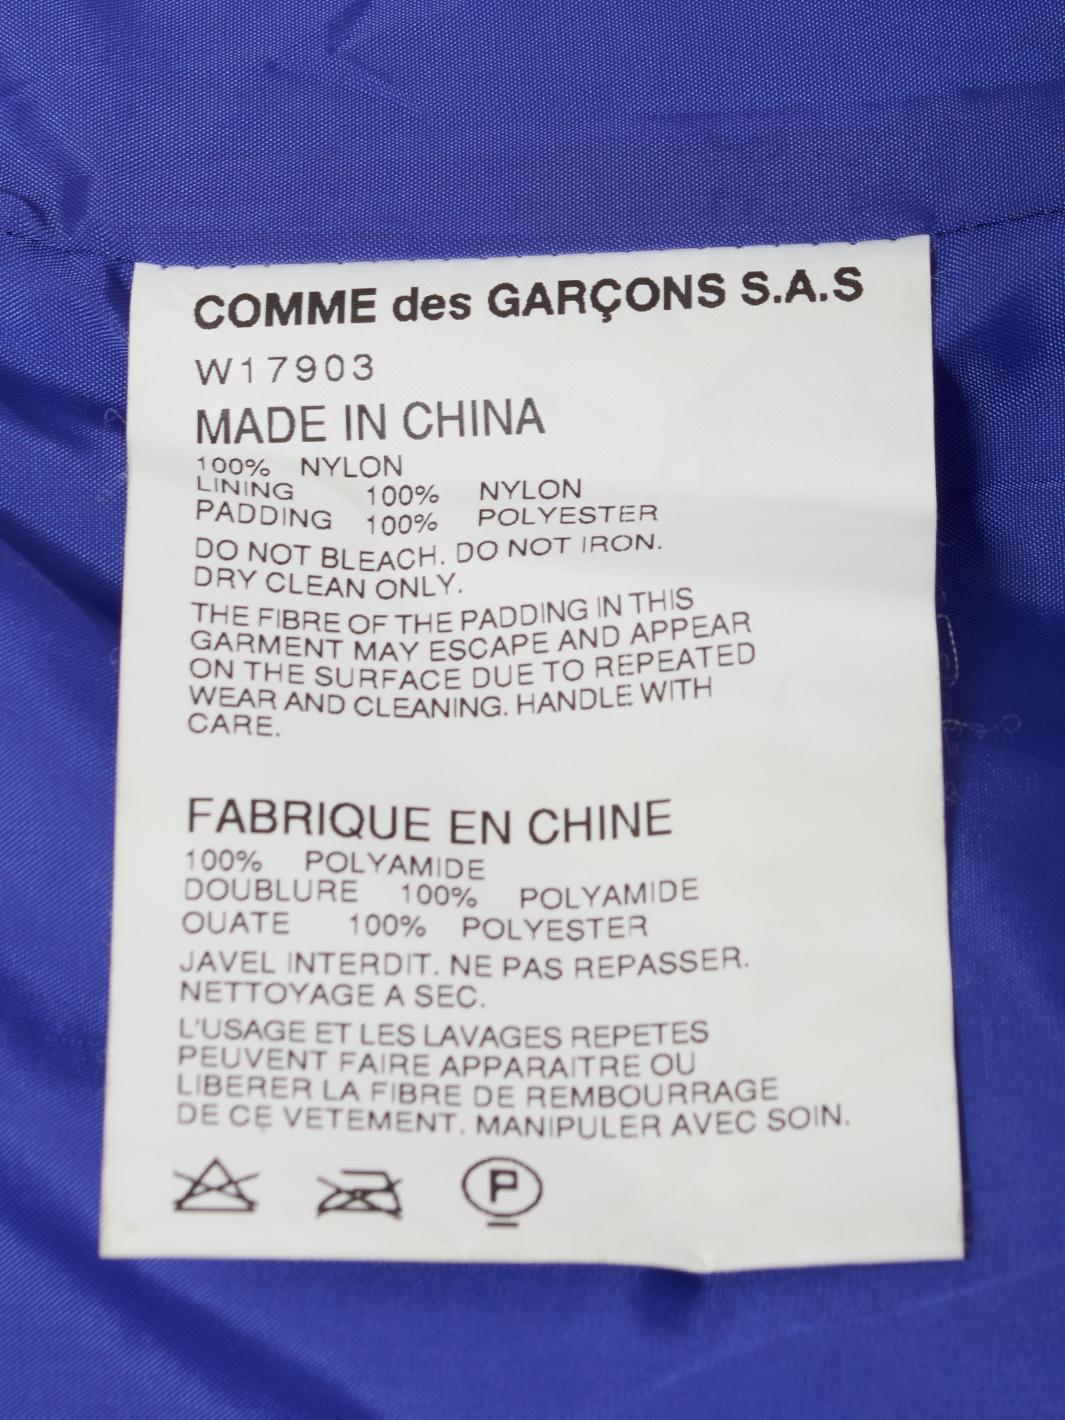 COMME des GARÇONS S.A.S
W17903
MADE IN CHINA
100% NYLON
LINING 100% NYLON
PADDING 100% POLYESTER
DO NOT BLEACH. DO NOT IRON.
DRY CLEAN ONLY.
THE FIBRE OF THE PADDING IN THIS
GARMENT MAY ESCAPE AND APPEAR
ON THE SURFACE DUE TO REPEATED
WEAR AND CLEANING. HANDLE WITH
CARE.
FABRIQUE EN CHINE
100% POLYAMIDE
DOUBLURE 100% POLYAMIDE
OUATE 100% POLYESTER
JAVEL INTERDIT. NE PAS REPASSER.
NETTOYAGE A SEC.
L'USAGE ET LES LAVAGES REPETES
PEUVENT FAIRE APPARAITRE OU
LIBERER LA FIBRE DE REMBOURRAGE
DE CE VETEMENT. MANIPULER AVEC SOIN.
P